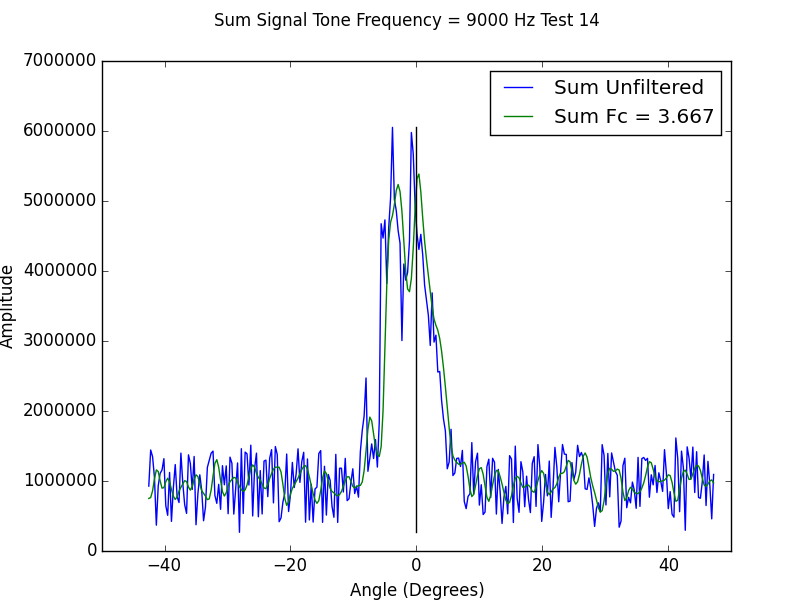 Sum Signal Tone Frequency = 9000 Hz Test 14
7000000
6000000
5000000
4000000
3000000
2000000
1000000
0
Amplitude
Sum Unfiltered
Sum Fc = 3.667
−40
−20
0
20
40
Angle (Degrees)